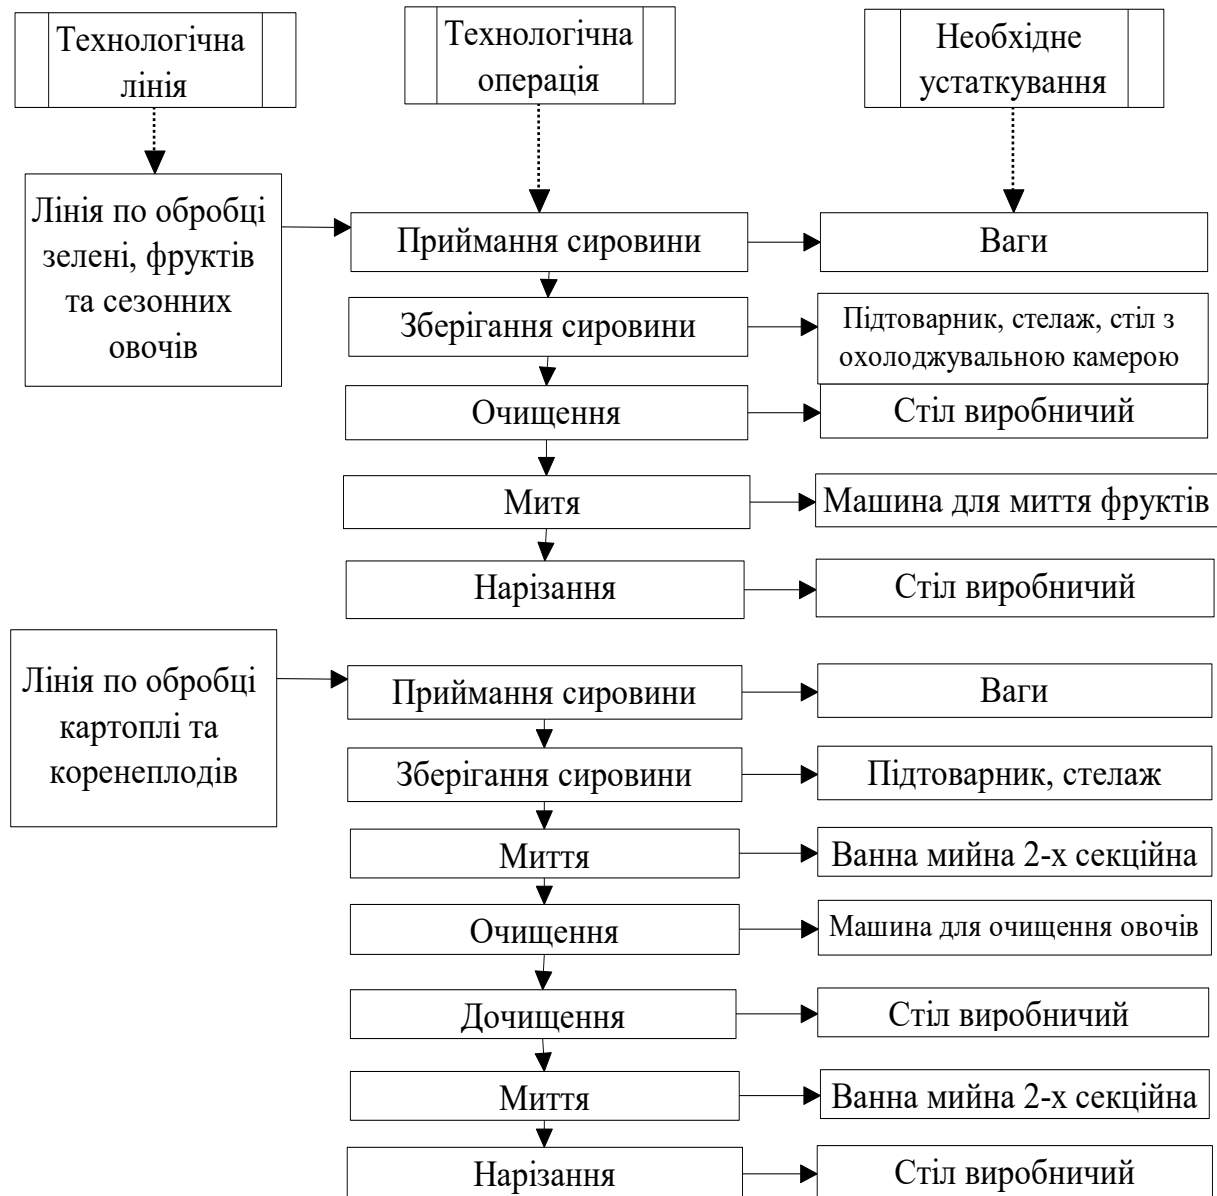 Технологічна
лінія
Технологічна
операція
Необхідне
устаткування
Лінія по обробці
зелені, фруктів
та сезонних
овочів
Приймання сировини
Ваги
Зберігання сировини
Підтоварник, стелаж, стіл з
охолоджувальною камерою
Очищення
Стіл виробничий
Митя
Машина для миття фруктів
Нарізання
Стіл виробничий
Лінія по обробці
картоплі та
коренеплодів
Приймання сировини
Ваги
Зберігання сировини
Підтоварник, стелаж
Миття
Ванна мийна 2-х секційна
Очищення
Машина для очищення овочів
Дочищення
Стіл виробничий
Миття
Ванна мийна 2-х секційна
Нарізання
Стіл виробничий